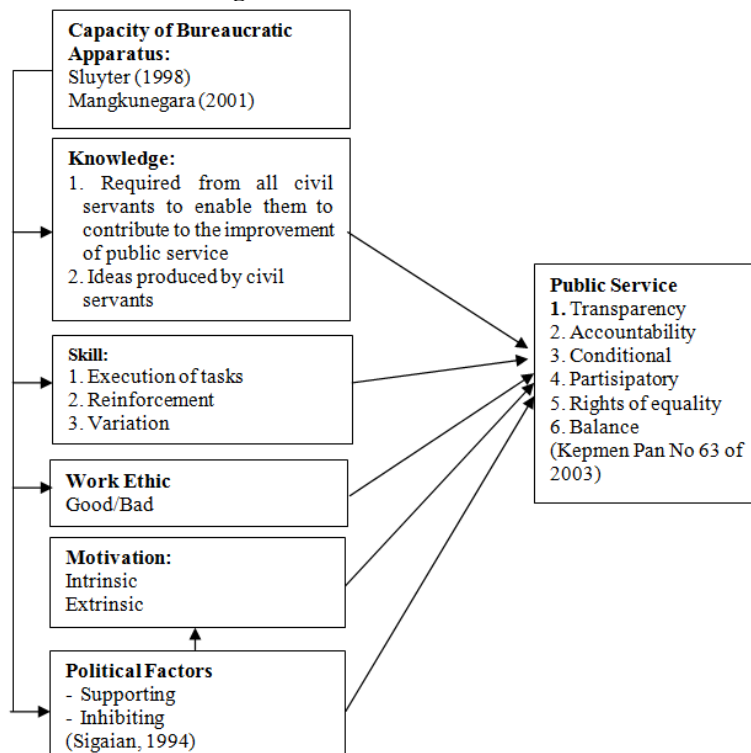 Capacity of Bureaucratic
Apparatus:
Sluyter (1998)
Mangkunegara (2001)
Knowledge:
1. Required from all civil
servants to enable them to
contribute to the improvement
of public service
2. Ideas produced by civil
servants
Skill:
1. Execution of tasks
2. Reinforcement
3. Variation
Work Ethic
Good/Bad
Motivation:
Intrinsic
Extrinsic
Political Factors
- Supporting
- Inhibiting
(Sigaian, 1994)
Public Service
1. Transparency
2. Accountability
3. Conditional
4. Partisipatory
5. Rights of equality
6. Balance
(Kepmen Pan No 63 of
2003)